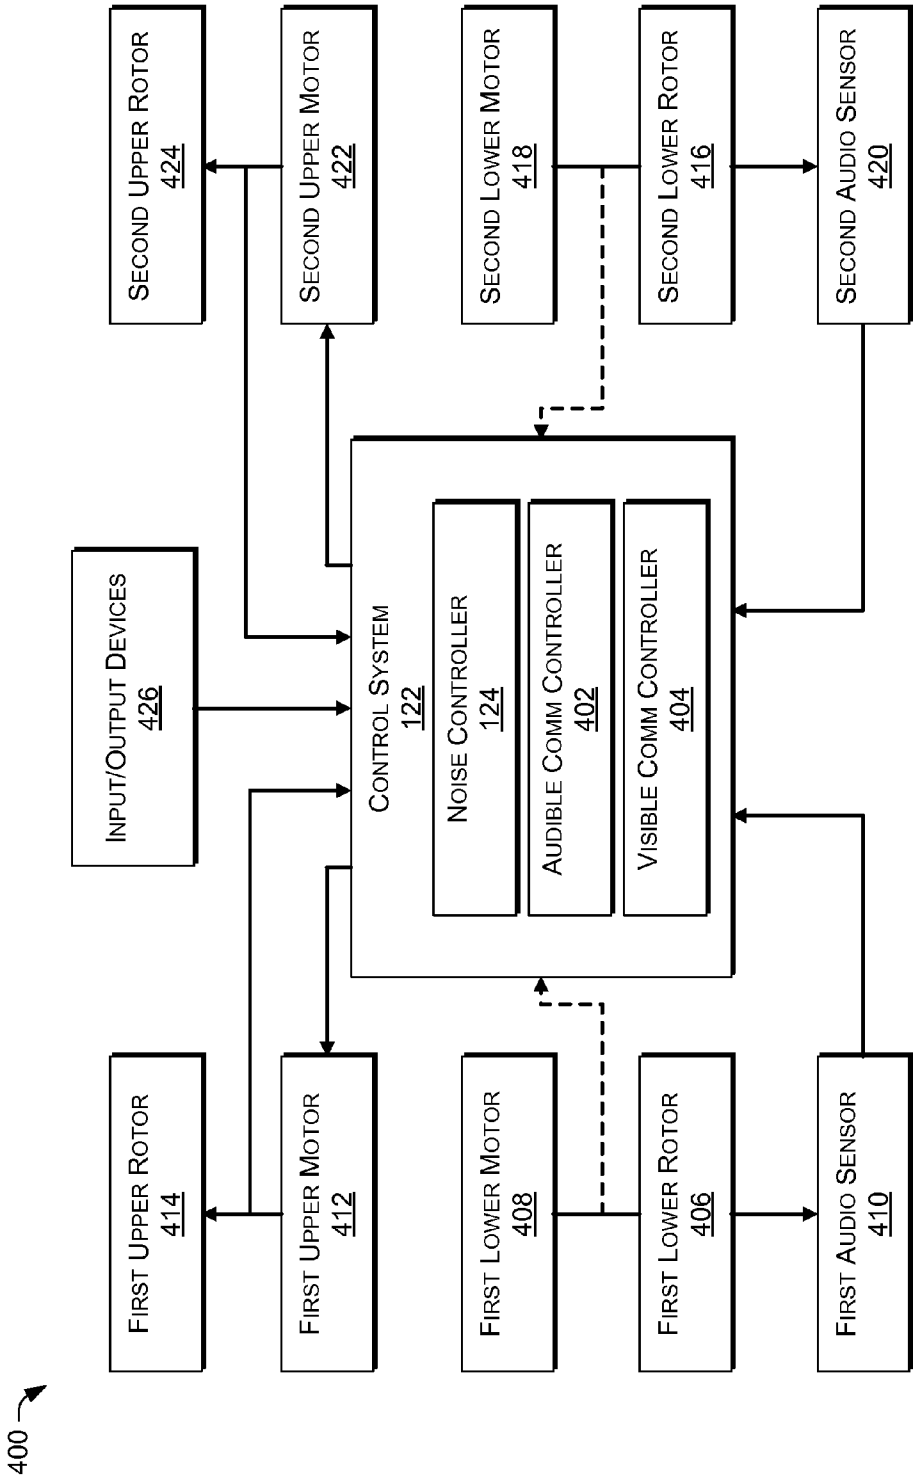 400
FIRST UPPER ROTOR
414
FIRST UPPER MOTOR
412
FIRST LOWER MOTOR
408
FIRST LOWER ROTOR
406
FIRST AUDIO SENSOR
410
INPUT/OUTPUT DEVICES
426
CONTROL SYSTEM
122
NOISE CONTROLLER
124
AUDIBLE COMM CONTROLLER
402
VISIBLE COMM CONTROLLER
404
SECOND UPPER ROTOR
424
SECOND UPPER MOTOR
422
SECOND LOWER MOTOR
418
SECOND LOWER ROTOR
416
SECOND AUDIO SENSOR
420